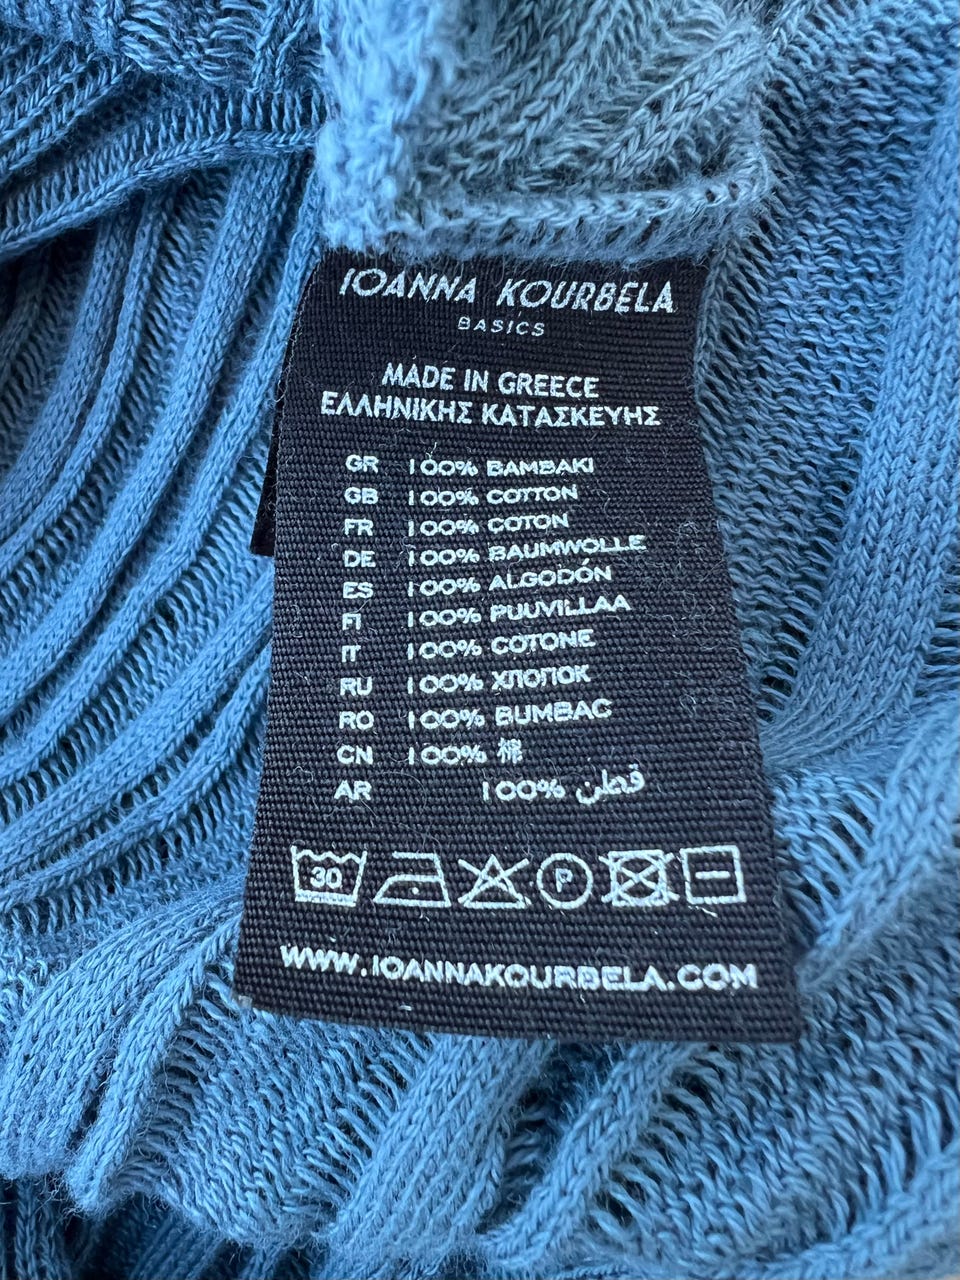 IOANNA KOURBELA
BASICS
MADE IN GREECE
ΕΛΛΗΝΙΚΗΣ ΚΑΤΑΣΚΕΥΗΣ
GR 100% ΒΑΜΒΑΚΙ
GB 100% COTTON
FR 100% COTON
DE 100% BAUMWOLLE
ES 100% ALGODÓN
FI 100% PUUVILLAA
IT 100% COTONE
RU 100% ХЛОПОК
RO 100% BUMBAC
CN 100% 棉
AR 100% قطن
30 P
WWW.IOANNAKOURBELA.COM